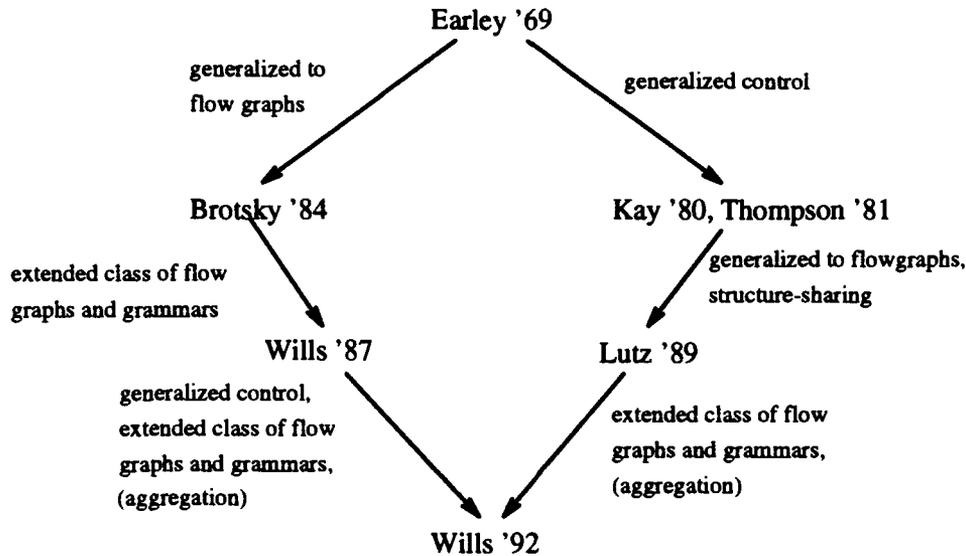 Earley '69
generalized to
flow graphs
generalized control
Brotsky '84
Kay '80, Thompson '81
extended class of flow
graphs and grammars
generalized to flowgraphs,
structure-sharing
Wills '87
Lutz '89
generalized control,
extended class of flow
graphs and grammars,
(aggregation)
extended class of flow
graphs and grammars,
(aggregation)
Wills '92